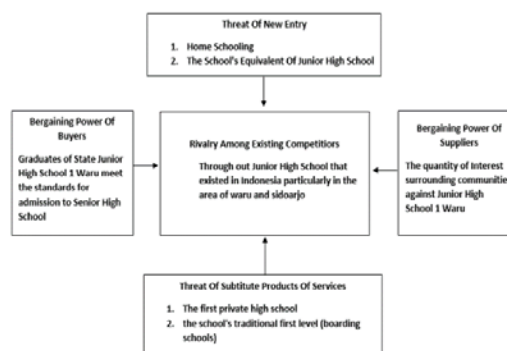 Threat Of New Entry
1. Home Schooling
2. The School's Equivalent Of Junior High School
Bergaining Power Of
Buyers
Graduates of State Junior
High School 1 Waru meet
the standards for
admission to Senior High
School
Rivalry Among Existing Competitiors
Through out Junior High School that
existed in Indonesia particularly in the
area of waru and sidoarjo
Bergaining Power Of
Suppliers
The quantity of Interest
surrounding communitie
against Junior High
School 1 Waru
Threat Of Subtitute Products Of Services
1. The first private high school
2. the school's traditional first level (boarding
schools)